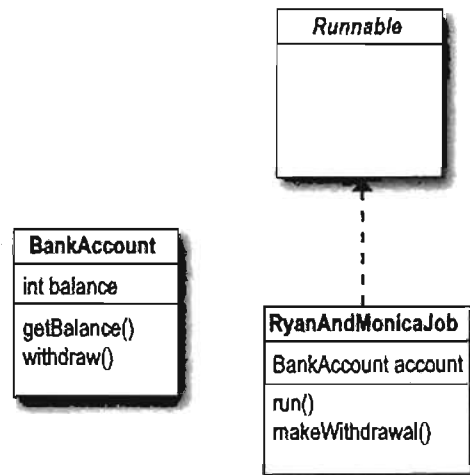 Runnable
BankAccount
int balance
getBalance()
withdraw()
RyanAndMonicaJob
BankAccount account
run()
makeWithdrawal()